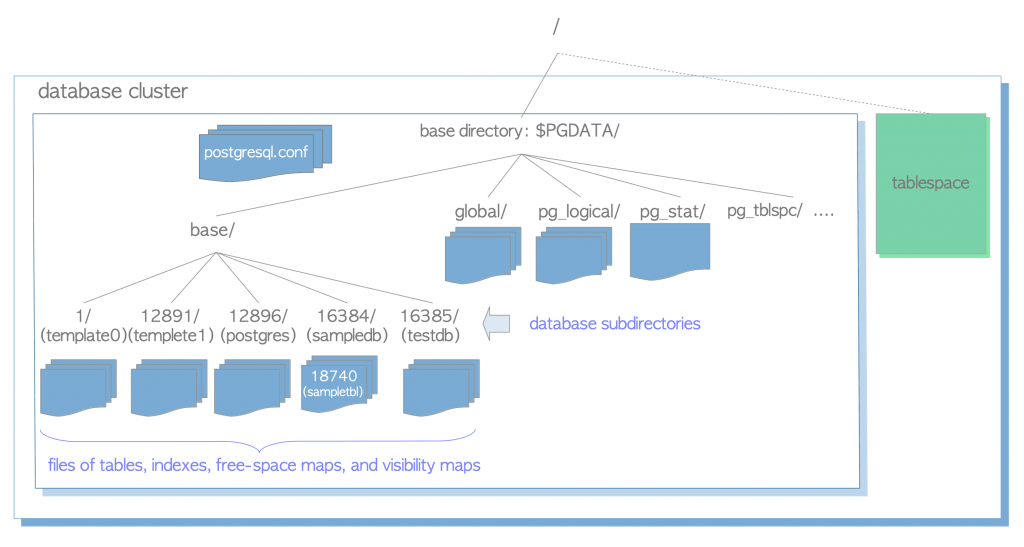 /
database cluster
base directory: $PGDATA/
postgresql.conf
tablespace
global/ pg_logical/ pg_stat/ pg_tblspc/ ....
base/
1/ 12891/ 12896/ 16384/ 16385/
(template0) (templete1) (postgres) (sampledb) (testdb)
database subdirectories
18740
(sampletbl)
files of tables, indexes, free-space maps, and visibility maps